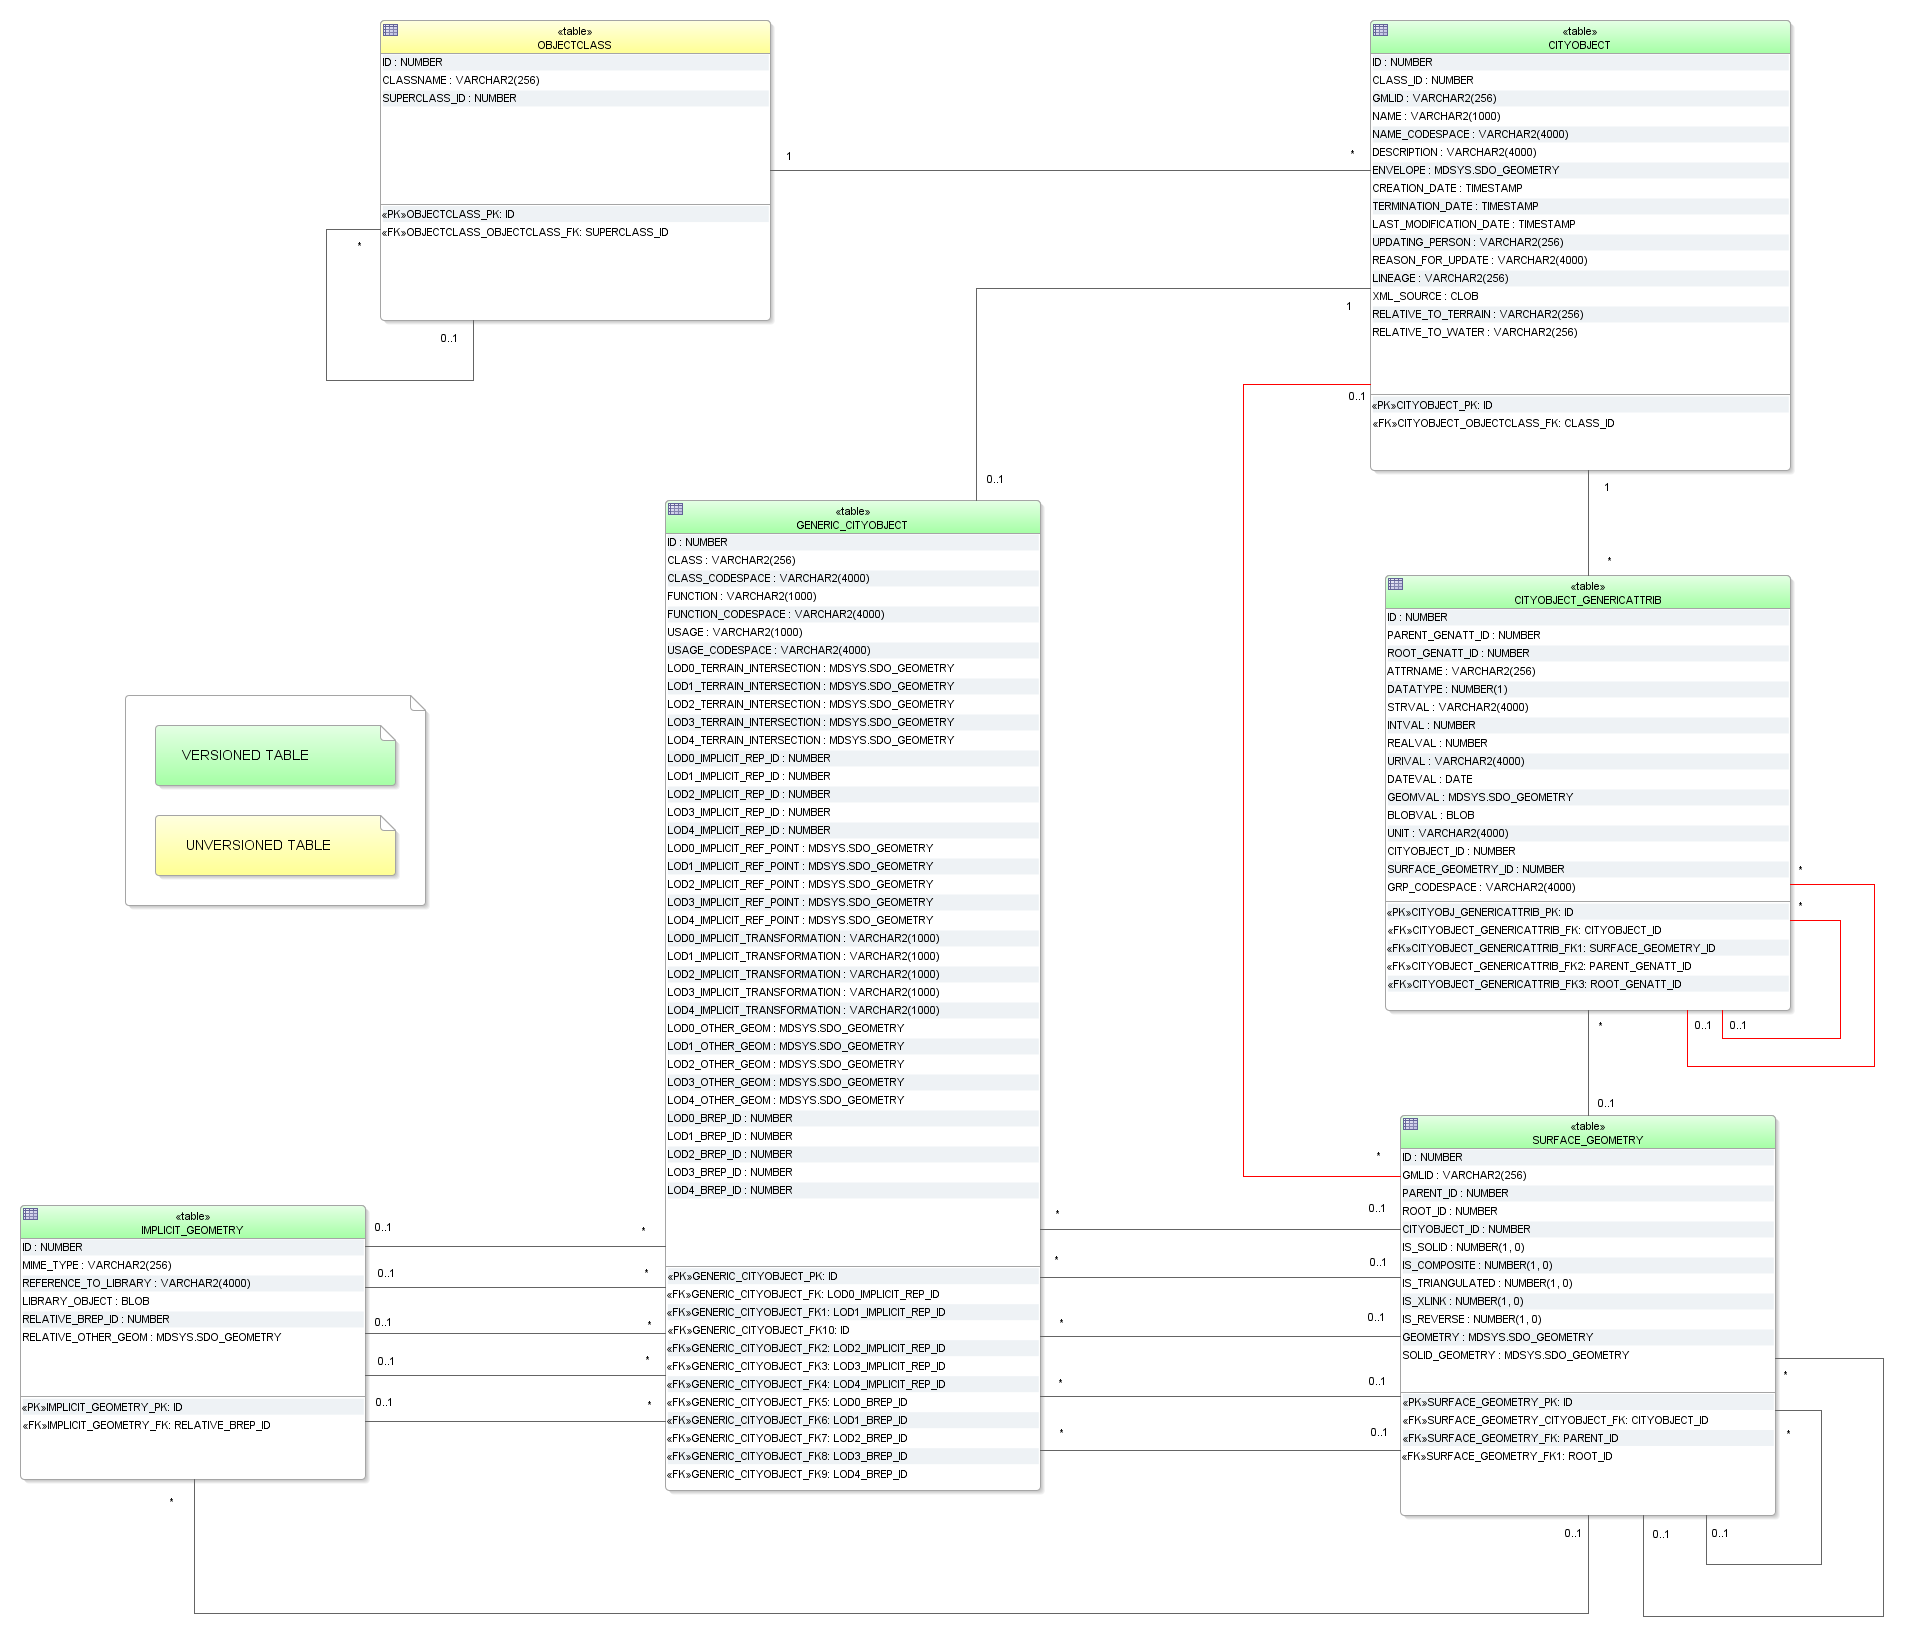 «table»
OBJECTCLASS
ID : NUMBER
CLASSNAME : VARCHAR2(256)
SUPERCLASS_ID : NUMBER
«PK»OBJECTCLASS_PK: ID
«FK»OBJECTCLASS_OBJECTCLASS_FK: SUPERCLASS_ID
*
0..1
1
*
«table»
CITYOBJECT
ID : NUMBER
CLASS_ID : NUMBER
GMLID : VARCHAR2(256)
NAME : VARCHAR2(1000)
NAME_CODESPACE : VARCHAR2(4000)
DESCRIPTION : VARCHAR2(4000)
ENVELOPE : MDSYS.SDO_GEOMETRY
CREATION_DATE : TIMESTAMP
TERMINATION_DATE : TIMESTAMP
LAST_MODIFICATION_DATE : TIMESTAMP
UPDATING_PERSON : VARCHAR2(256)
REASON_FOR_UPDATE : VARCHAR2(4000)
LINEAGE : VARCHAR2(256)
XML_SOURCE : CLOB
RELATIVE_TO_TERRAIN : VARCHAR2(256)
RELATIVE_TO_WATER : VARCHAR2(256)
«PK»CITYOBJECT_PK: ID
«FK»CITYOBJECT_OBJECTCLASS_FK: CLASS_ID
1
0..1
0..1
1
*
«table»
GENERIC_CITYOBJECT
ID : NUMBER
CLASS : VARCHAR2(256)
CLASS_CODESPACE : VARCHAR2(4000)
FUNCTION : VARCHAR2(1000)
FUNCTION_CODESPACE : VARCHAR2(4000)
USAGE : VARCHAR2(1000)
USAGE_CODESPACE : VARCHAR2(4000)
LOD0_TERRAIN_INTERSECTION : MDSYS.SDO_GEOMETRY
LOD1_TERRAIN_INTERSECTION : MDSYS.SDO_GEOMETRY
LOD2_TERRAIN_INTERSECTION : MDSYS.SDO_GEOMETRY
LOD3_TERRAIN_INTERSECTION : MDSYS.SDO_GEOMETRY
LOD4_TERRAIN_INTERSECTION : MDSYS.SDO_GEOMETRY
LOD0_IMPLICIT_REP_ID : NUMBER
LOD1_IMPLICIT_REP_ID : NUMBER
LOD2_IMPLICIT_REP_ID : NUMBER
LOD3_IMPLICIT_REP_ID : NUMBER
LOD4_IMPLICIT_REP_ID : NUMBER
LOD0_IMPLICIT_REF_POINT : MDSYS.SDO_GEOMETRY
LOD1_IMPLICIT_REF_POINT : MDSYS.SDO_GEOMETRY
LOD2_IMPLICIT_REF_POINT : MDSYS.SDO_GEOMETRY
LOD3_IMPLICIT_REF_POINT : MDSYS.SDO_GEOMETRY
LOD4_IMPLICIT_REF_POINT : MDSYS.SDO_GEOMETRY
LOD0_IMPLICIT_TRANSFORMATION : VARCHAR2(1000)
LOD1_IMPLICIT_TRANSFORMATION : VARCHAR2(1000)
LOD2_IMPLICIT_TRANSFORMATION : VARCHAR2(1000)
LOD3_IMPLICIT_TRANSFORMATION : VARCHAR2(1000)
LOD4_IMPLICIT_TRANSFORMATION : VARCHAR2(1000)
LOD0_OTHER_GEOM : MDSYS.SDO_GEOMETRY
LOD1_OTHER_GEOM : MDSYS.SDO_GEOMETRY
LOD2_OTHER_GEOM : MDSYS.SDO_GEOMETRY
LOD3_OTHER_GEOM : MDSYS.SDO_GEOMETRY
LOD4_OTHER_GEOM : MDSYS.SDO_GEOMETRY
LOD0_BREP_ID : NUMBER
LOD1_BREP_ID : NUMBER
LOD2_BREP_ID : NUMBER
LOD3_BREP_ID : NUMBER
LOD4_BREP_ID : NUMBER
«PK»GENERIC_CITYOBJECT_PK: ID
«FK»GENERIC_CITYOBJECT_FK: LOD0_IMPLICIT_REP_ID
«FK»GENERIC_CITYOBJECT_FK1: LOD1_IMPLICIT_REP_ID
«FK»GENERIC_CITYOBJECT_FK10: ID
«FK»GENERIC_CITYOBJECT_FK2: LOD2_IMPLICIT_REP_ID
«FK»GENERIC_CITYOBJECT_FK3: LOD3_IMPLICIT_REP_ID
«FK»GENERIC_CITYOBJECT_FK4: LOD4_IMPLICIT_REP_ID
«FK»GENERIC_CITYOBJECT_FK5: LOD0_BREP_ID
«FK»GENERIC_CITYOBJECT_FK6: LOD1_BREP_ID
«FK»GENERIC_CITYOBJECT_FK7: LOD2_BREP_ID
«FK»GENERIC_CITYOBJECT_FK8: LOD3_BREP_ID
«FK»GENERIC_CITYOBJECT_FK9: LOD4_BREP_ID
«table»
CITYOBJECT_GENERICATTRIB
ID : NUMBER
PARENT_GENATT_ID : NUMBER
ROOT_GENATT_ID : NUMBER
ATTRNAME : VARCHAR2(256)
DATATYPE : NUMBER(1)
STRVAL : VARCHAR2(4000)
INTVAL : NUMBER
REALVAL : NUMBER
URIVAL : VARCHAR2(4000)
DATEVAL : DATE
GEOMVAL : MDSYS.SDO_GEOMETRY
BLOBVAL : BLOB
UNIT : VARCHAR2(4000)
CITYOBJECT_ID : NUMBER
SURFACE_GEOMETRY_ID : NUMBER
GRP_CODESPACE : VARCHAR2(4000)
«PK»CITYOBJ_GENERICATTRIB_PK: ID
«FK»CITYOBJECT_GENERICATTRIB_FK: CITYOBJECT_ID
«FK»CITYOBJECT_GENERICATTRIB_FK1: SURFACE_GEOMETRY_ID
«FK»CITYOBJECT_GENERICATTRIB_FK2: PARENT_GENATT_ID
«FK»CITYOBJECT_GENERICATTRIB_FK3: ROOT_GENATT_ID
*
*
*
0..1
0..1
0..1
VERSIONED TABLE
UNVERSIONED TABLE
«table»
IMPLICIT_GEOMETRY
ID : NUMBER
MIME_TYPE : VARCHAR2(256)
REFERENCE_TO_LIBRARY : VARCHAR2(4000)
LIBRARY_OBJECT : BLOB
RELATIVE_BREP_ID : NUMBER
RELATIVE_OTHER_GEOM : MDSYS.SDO_GEOMETRY
«PK»IMPLICIT_GEOMETRY_PK: ID
«FK»IMPLICIT_GEOMETRY_FK: RELATIVE_BREP_ID
0..1
*
0..1
*
0..1
*
0..1
*
0..1
*
*
*
*
0..1
*
0..1
*
0..1
*
0..1
*
0..1
«table»
SURFACE_GEOMETRY
ID : NUMBER
GMLID : VARCHAR2(256)
PARENT_ID : NUMBER
ROOT_ID : NUMBER
CITYOBJECT_ID : NUMBER
IS_SOLID : NUMBER(1, 0)
IS_COMPOSITE : NUMBER(1, 0)
IS_TRIANGULATED : NUMBER(1, 0)
IS_XLINK : NUMBER(1, 0)
IS_REVERSE : NUMBER(1, 0)
GEOMETRY : MDSYS.SDO_GEOMETRY
SOLID_GEOMETRY : MDSYS.SDO_GEOMETRY
«PK»SURFACE_GEOMETRY_PK: ID
«FK»SURFACE_GEOMETRY_CITYOBJECT_FK: CITYOBJECT_ID
«FK»SURFACE_GEOMETRY_FK: PARENT_ID
«FK»SURFACE_GEOMETRY_FK1: ROOT_ID
*
*
0..1
0..1
0..1